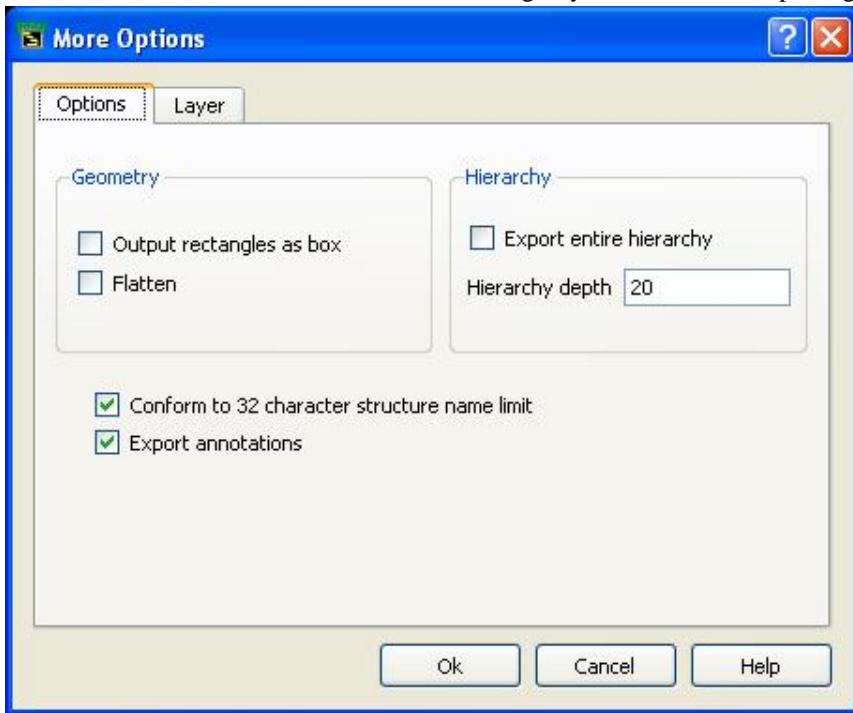 More Options
Options
Layer
Geometry
Output rectangles as box
Flatten
Hierarchy
Export entire hierarchy
Hierarchy depth 20
Conform to 32 character structure name limit
Export annotations
Ok
Cancel
Help